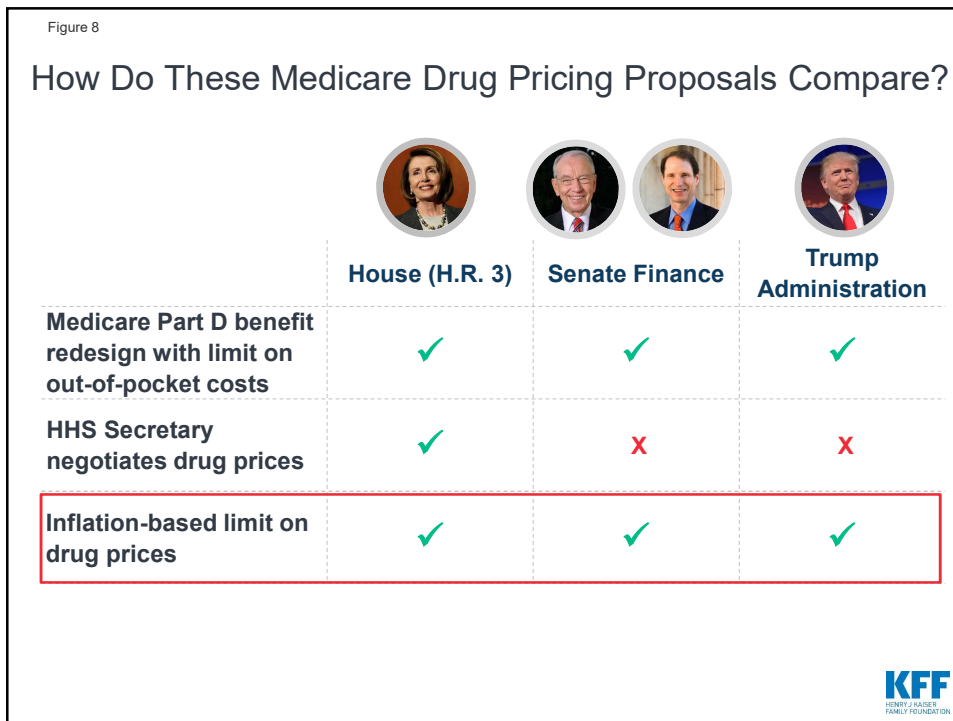 Figure 8
How Do These Medicare Drug Pricing Proposals Compare?
House (H.R. 3)
Senate Finance
Trump
Administration
Medicare Part D benefit
redesign with limit on
out-of-pocket costs
✓ ✓ ✓
HHS Secretary
negotiates drug prices
✓ X X
Inflation-based limit on
drug prices
✓ ✓ ✓
KFF
HENRY J KAISER
FAMILY FOUNDATION